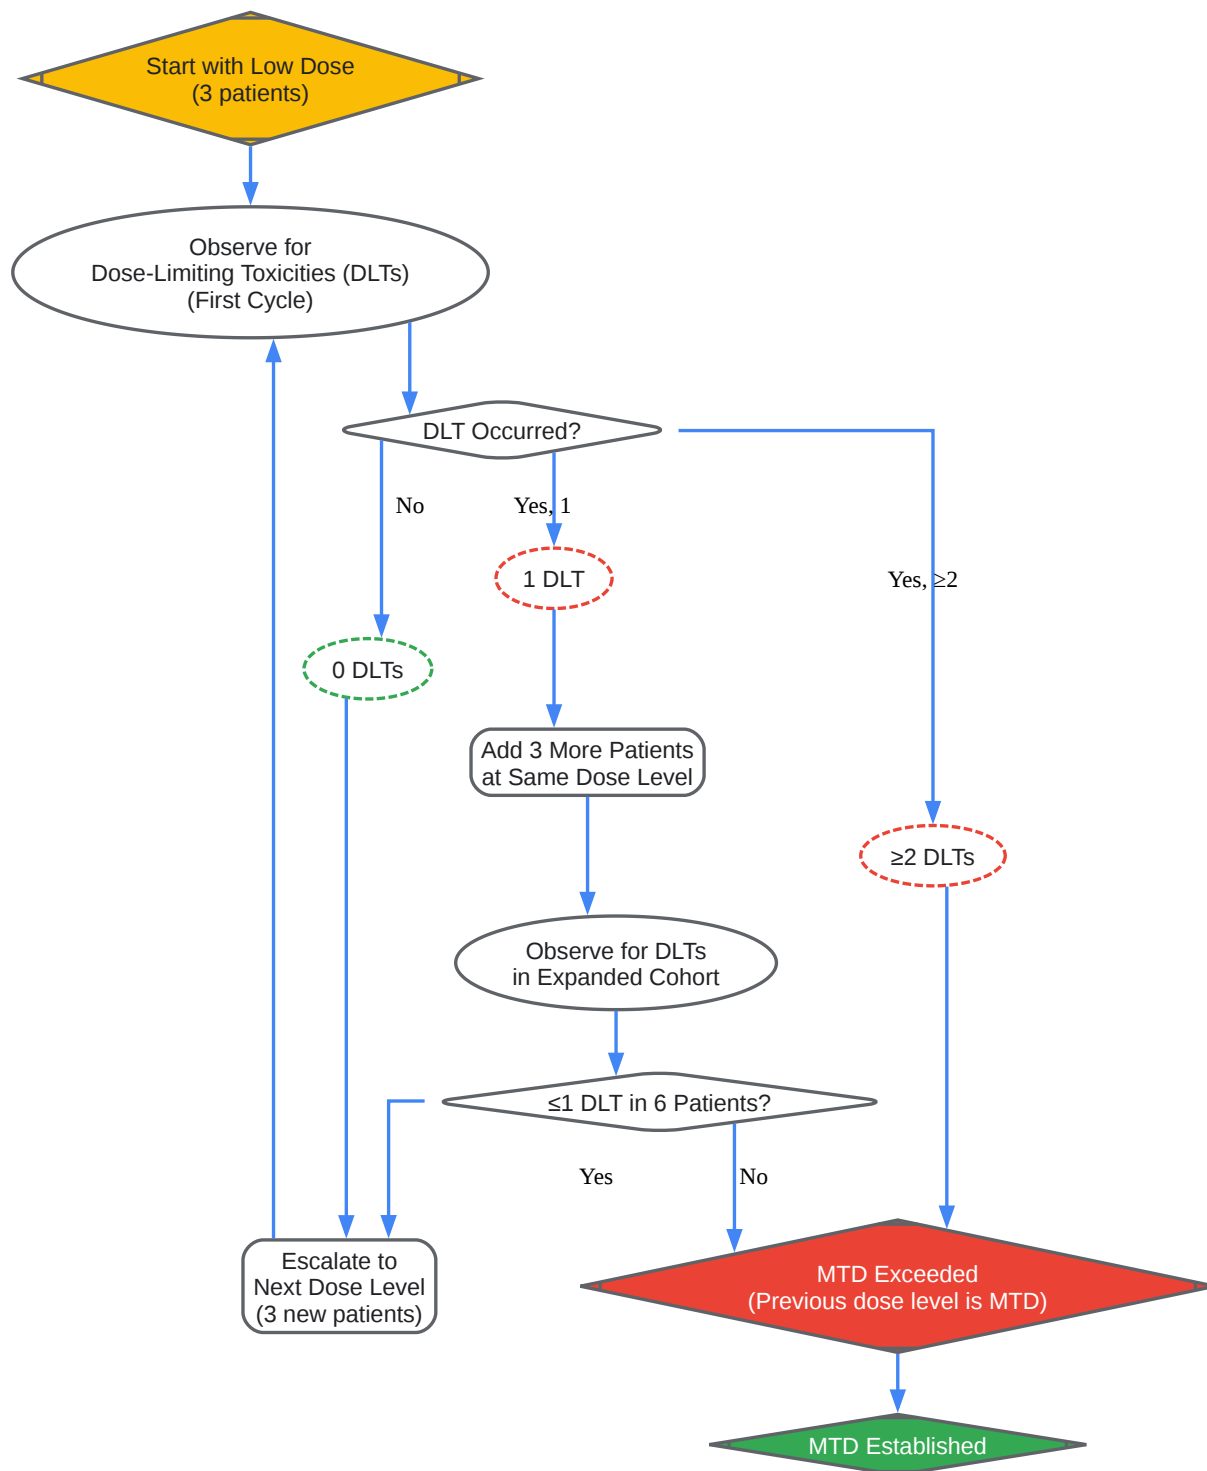 Start with Low Dose
(3 patients)
Observe for
Dose-Limiting Toxicities (DLTs)
(First Cycle)
DLT Occurred?
No
Yes, 1
Yes, ≥2
1 DLT
0 DLTs
Add 3 More Patients
at Same Dose Level
≥2 DLTs
Observe for DLTs
in Expanded Cohort
≤1 DLT in 6 Patients?
Yes
No
Escalate to
Next Dose Level
(3 new patients)
MTD Exceeded
(Previous dose level is MTD)
MTD Established